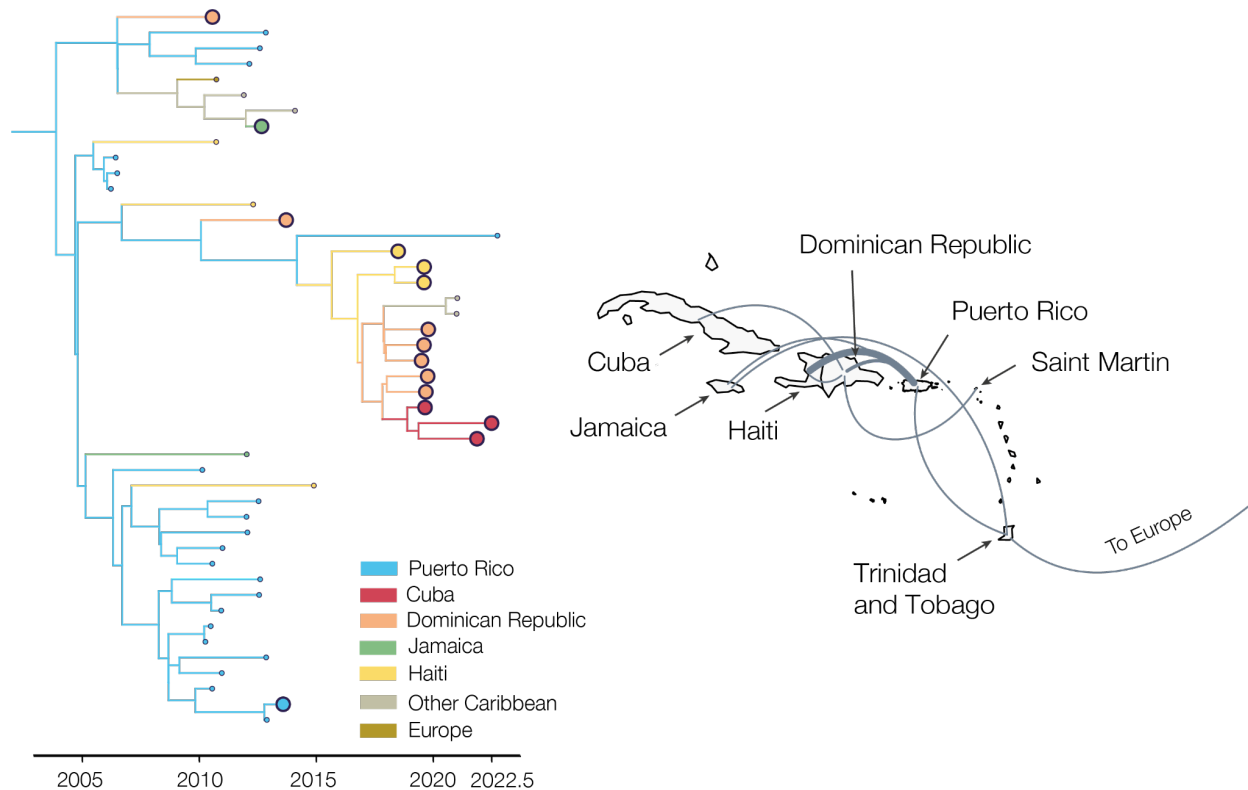 Puerto Rico
Cuba
Dominican Republic
Jamaica
Haiti
Other Caribbean
Europe
2005
2010
2015
2020
2022.5
Dominican Republic
Puerto Rico
Saint Martin
Cuba
Jamaica
Haiti
To Europe
Trinidad
and Tobago